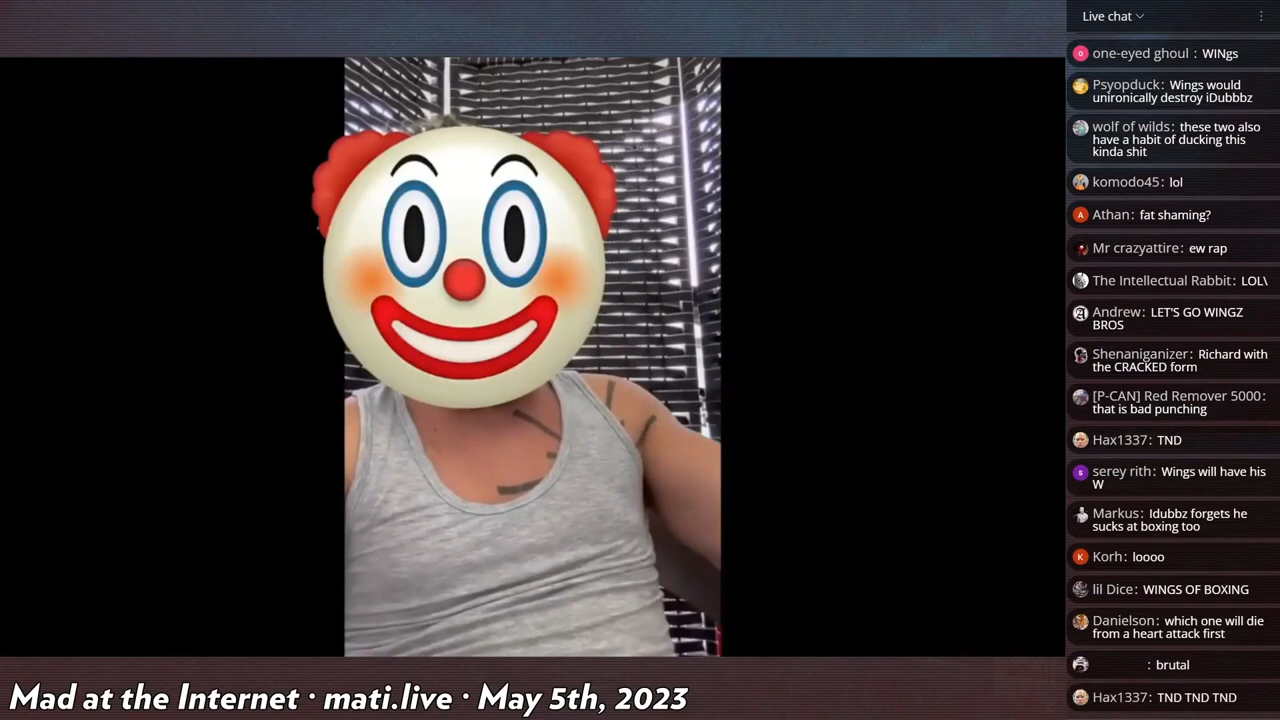 Live chat
one-eyed ghoul : WINgs
Psyopduck: Wings would
unironically destroy iDubbbz
wolf of wilds: these two also
have a habit of ducking this
kinda shit
komodo45: lol
A
Athan: fat shaming?
Mr crazyattire: ew rap
The Intellectual Rabbit: LOL\
Andrew: LET'S GO WINGZ
BROS
Shenaniganizer: Richard with
the CRACKED form
[P-CAN] Red Remover 5000:
that is bad punching
Hax1337: TND
s
serey rith: Wings will have his
W
Markus: Idubbz forgets he
sucks at boxing too
K
Korh: loooo
lil Dice: WINGS OF BOXING
Danielson: which one will die
from a heart attack first
: brutal
Hax1337: TND TND TND
Mad at the Internet · mati.live · May 5th, 2023